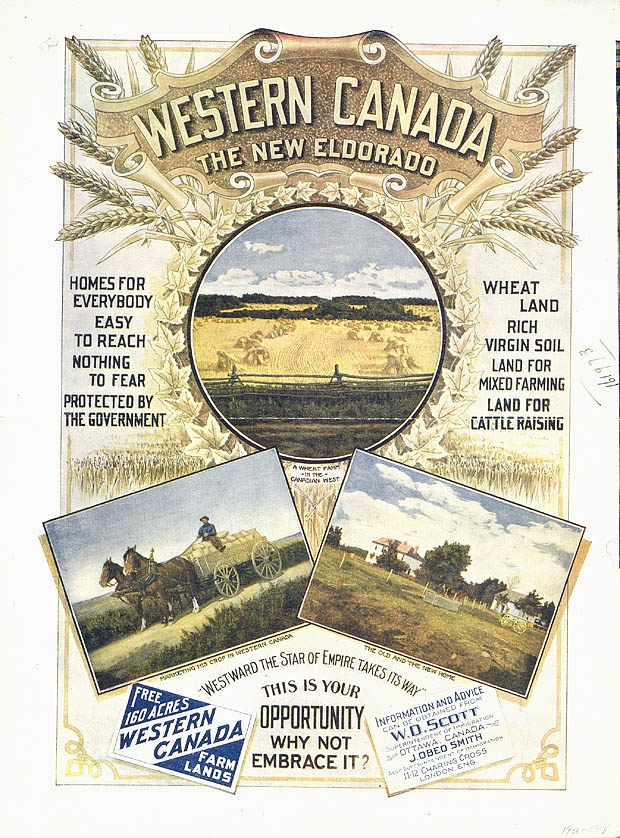 WESTERN CANADA
THE NEW ELDORADO
HOMES FOR
EVERYBODY
EASY
TO REACH
NOTHING
TO FEAR
PROTECTED BY
THE GOVERNMENT
WHEAT
LAND
RICH
VIRGIN SOIL
LAND FOR
MIXED FARMING
LAND FOR
CATTLE RAISING
A WHEAT FARM
IN THE
CANADIAN WEST
MARKETING HIS CROP IN WESTERN CANADA
THE OLD AND THE NEW HOME
"WESTWARD THE STAR OF EMPIRE TAKES ITS WAY"
THIS IS YOUR
OPPORTUNITY
WHY NOT
EMBRACE IT?
FREE
160 ACRES
WESTERN
CANADA
FARM
LANDS
INFORMATION AND ADVICE
CAN BE OBTAINED FROM
W.D. SCOTT
SUPERINTENDENT OF IMMIGRATION
OTTAWA CANADA
J. OBED SMITH
ASST SUPERINTENDENT OF IMMIGRATION
11-12 CHARING CROSS
LONDON, ENG.